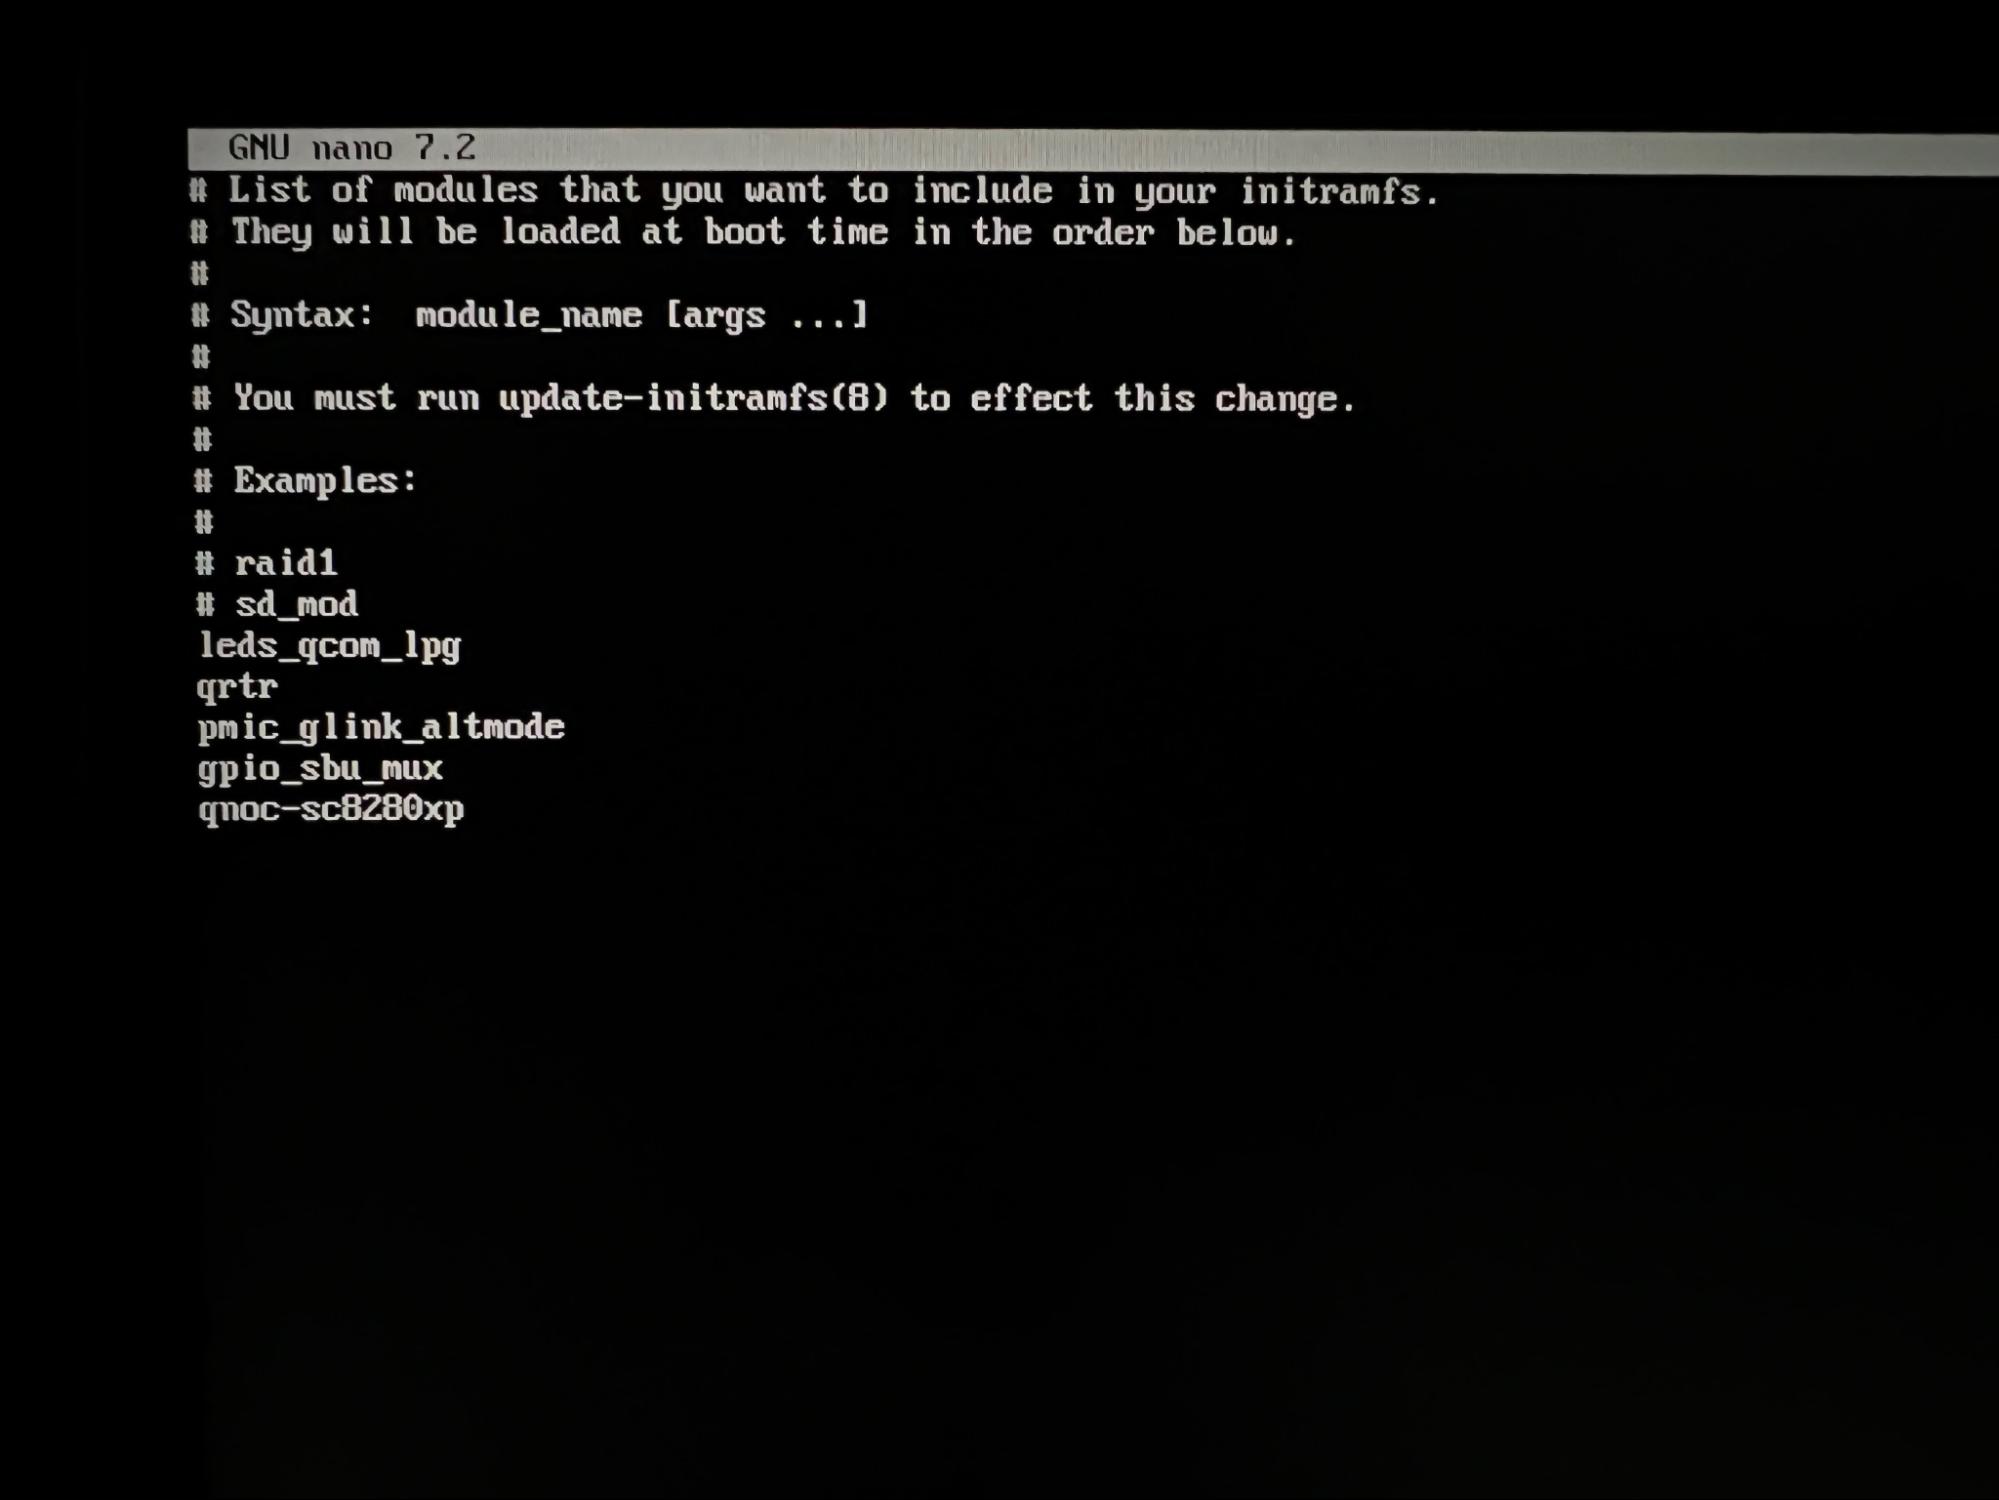 GNU nano 7.2
# List of modules that you want to include in your initramfs.
# They will be loaded at boot time in the order below.
#
# Syntax:  module_name [args ...]
#
# You must run update-initramfs(8) to effect this change.
#
# Examples:
#
# raid1
# sd_mod
leds_qcom_lpg
qrtr
pmic_glink_altmode
gpio_sbu_mux
qnoc-sc8280xp